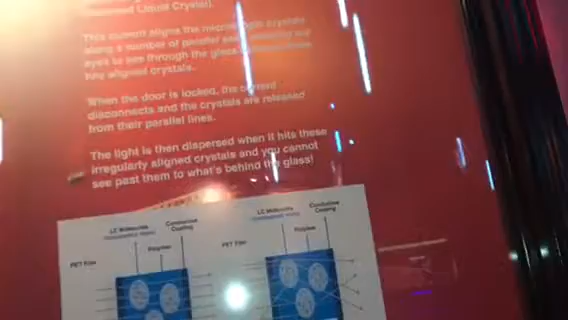 Liquid Crystal).
This current aligns the microscopic crystals
along a number of parallel
eyes to see through the glass
aligned crystals.
When the door is locked, the current
disconnects and the crystals are released
from their parallel lines.
The light is then dispersed when it hits these
irregularly aligned crystals and you cannot
see past them to what's behind the glass!
LC Molecules
Conductive
Coating
Polymer
PET Film
LC Molecules
Conductive
Coating
Polymer
PET Film